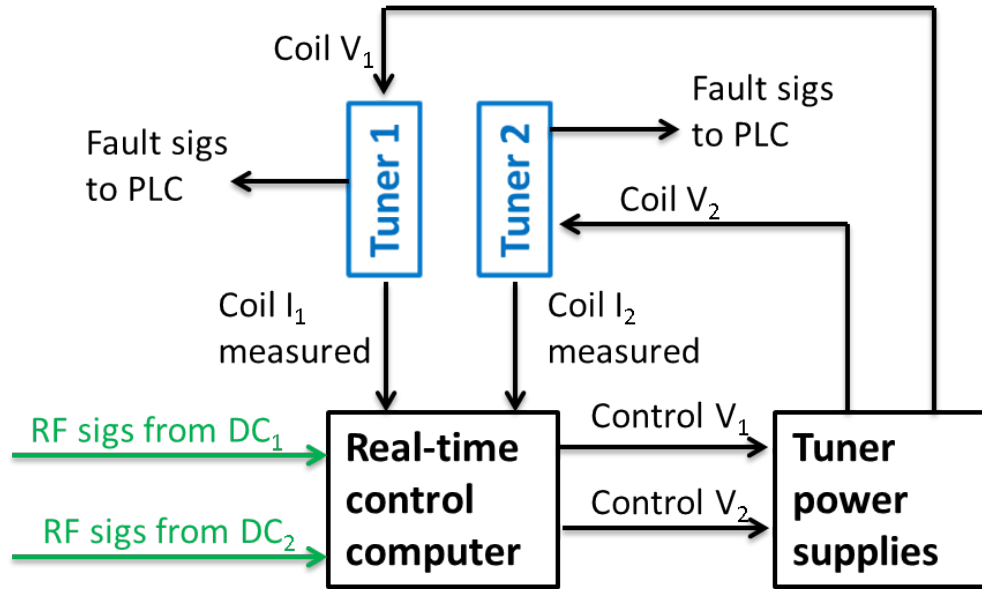 Coil V₁
Fault sigs
to PLC
Tuner 1
Tuner 2
Fault sigs
to PLC
Coil V₂
Coil I₁
measured
Coil I₂
measured
RF sigs from DC₁
RF sigs from DC₂
Real-time
control
computer
Control V₁
Control V₂
Tuner
power
supplies